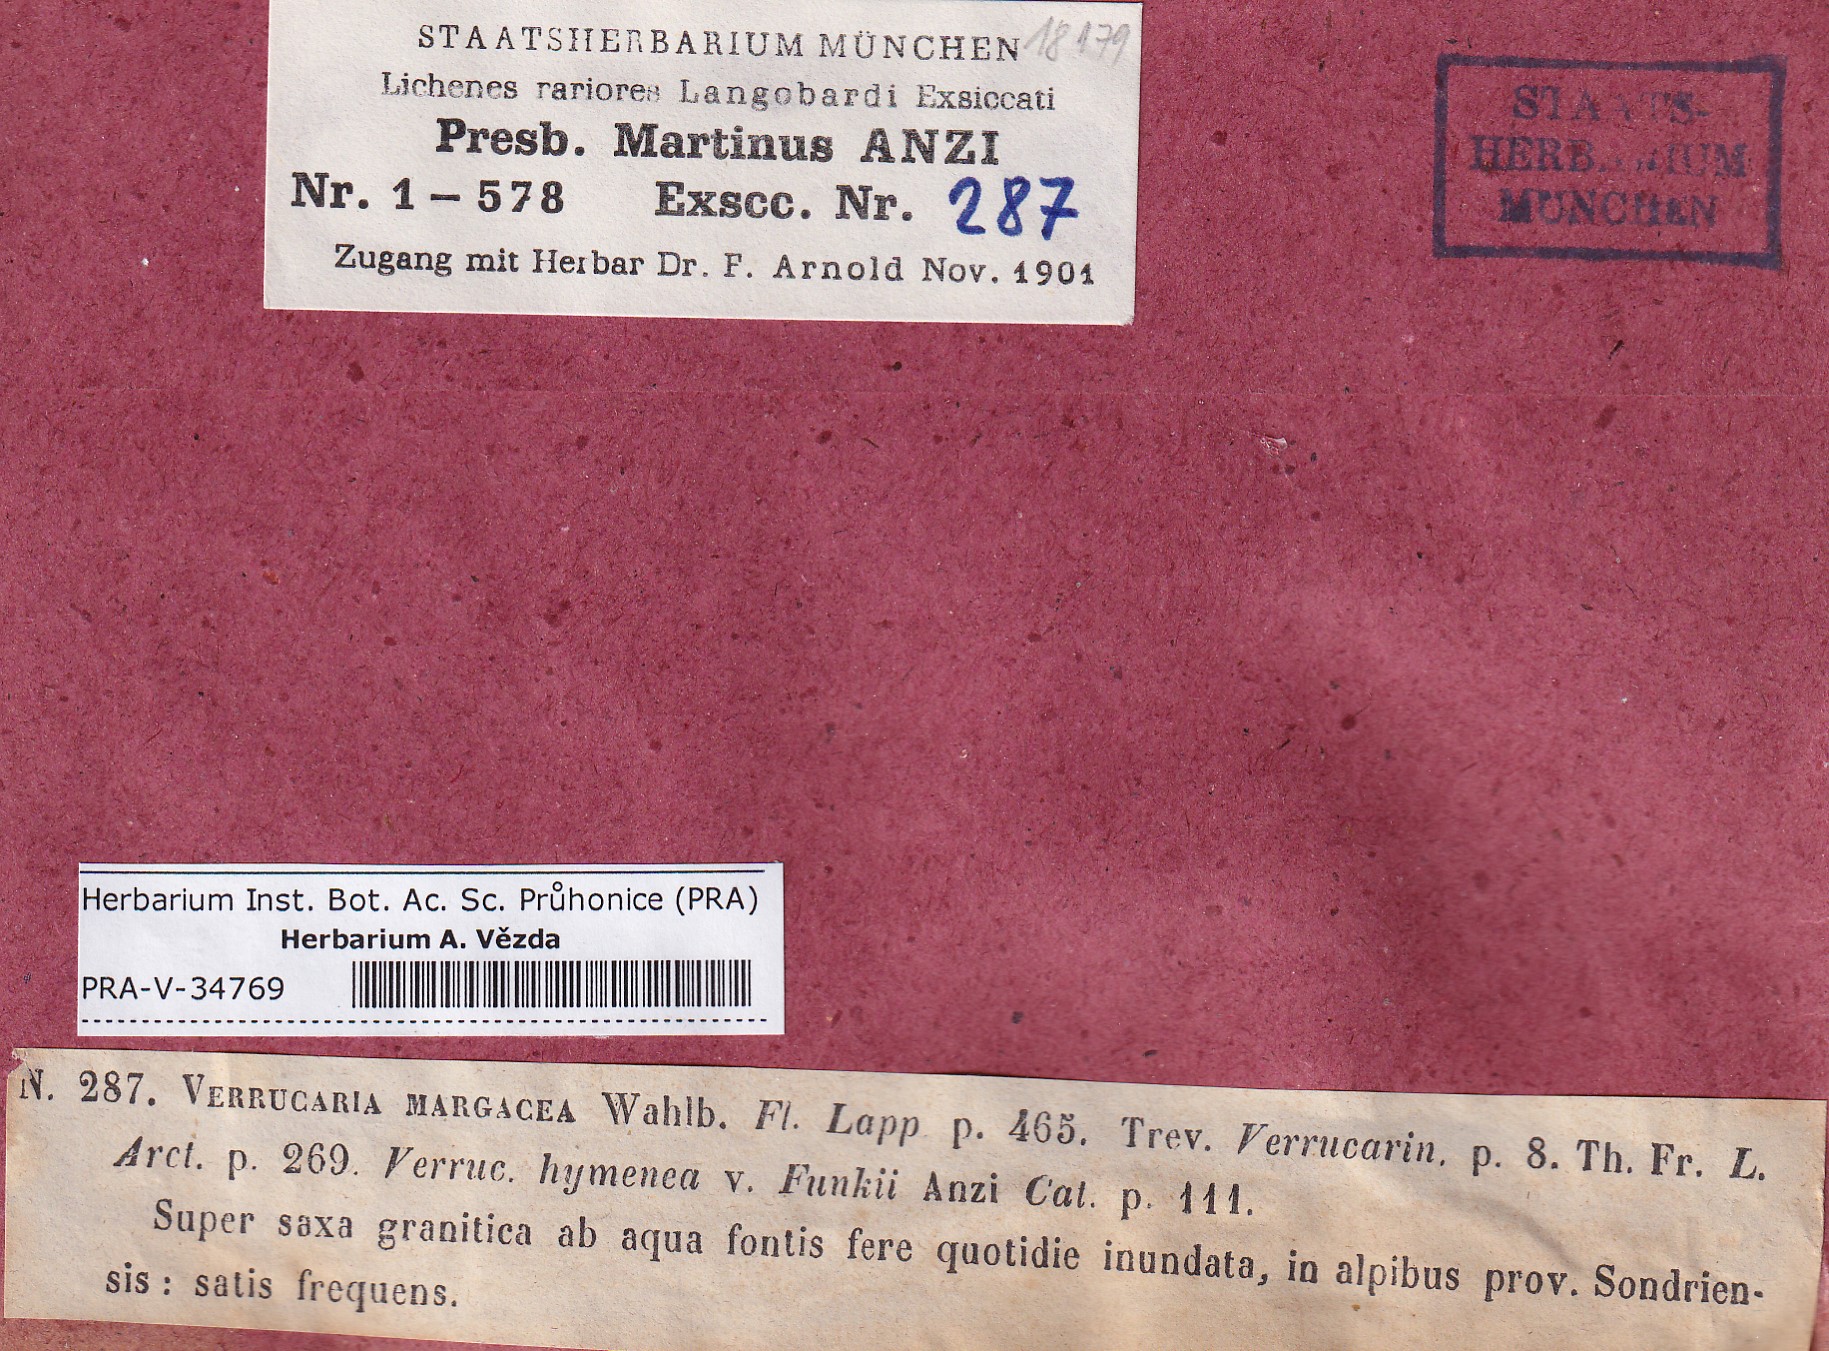 STAATSHERBARIUM MÜNCHEN 18179
Lichenes rariores Langobardi Exsiccati
Presb. Martinus ANZI
Nr. 1 – 578 Exscc. Nr. 287
Zugang mit Herbar Dr. F. Arnold Nov. 1901
STAATS-
HERBARIUM
MÜNCHEN
Herbarium Inst. Bot. Ac. Sc. Průhonice (PRA)
Herbarium A. Vězda
PRA-V-34769
N. 287. VERRUCARIA MARGACEA Wahlb. Fl. Lapp p. 465. Trev. Verrucarin. p. 8. Th. Fr. L.
Arct. p. 269. Verruc. hymenea v. Funkii Anzi Cat. p. 111.
Super saxa granitica ab aqua fontis fere quotidie inundata, in alpibus prov. Sondrien-
sis: satis frequens.